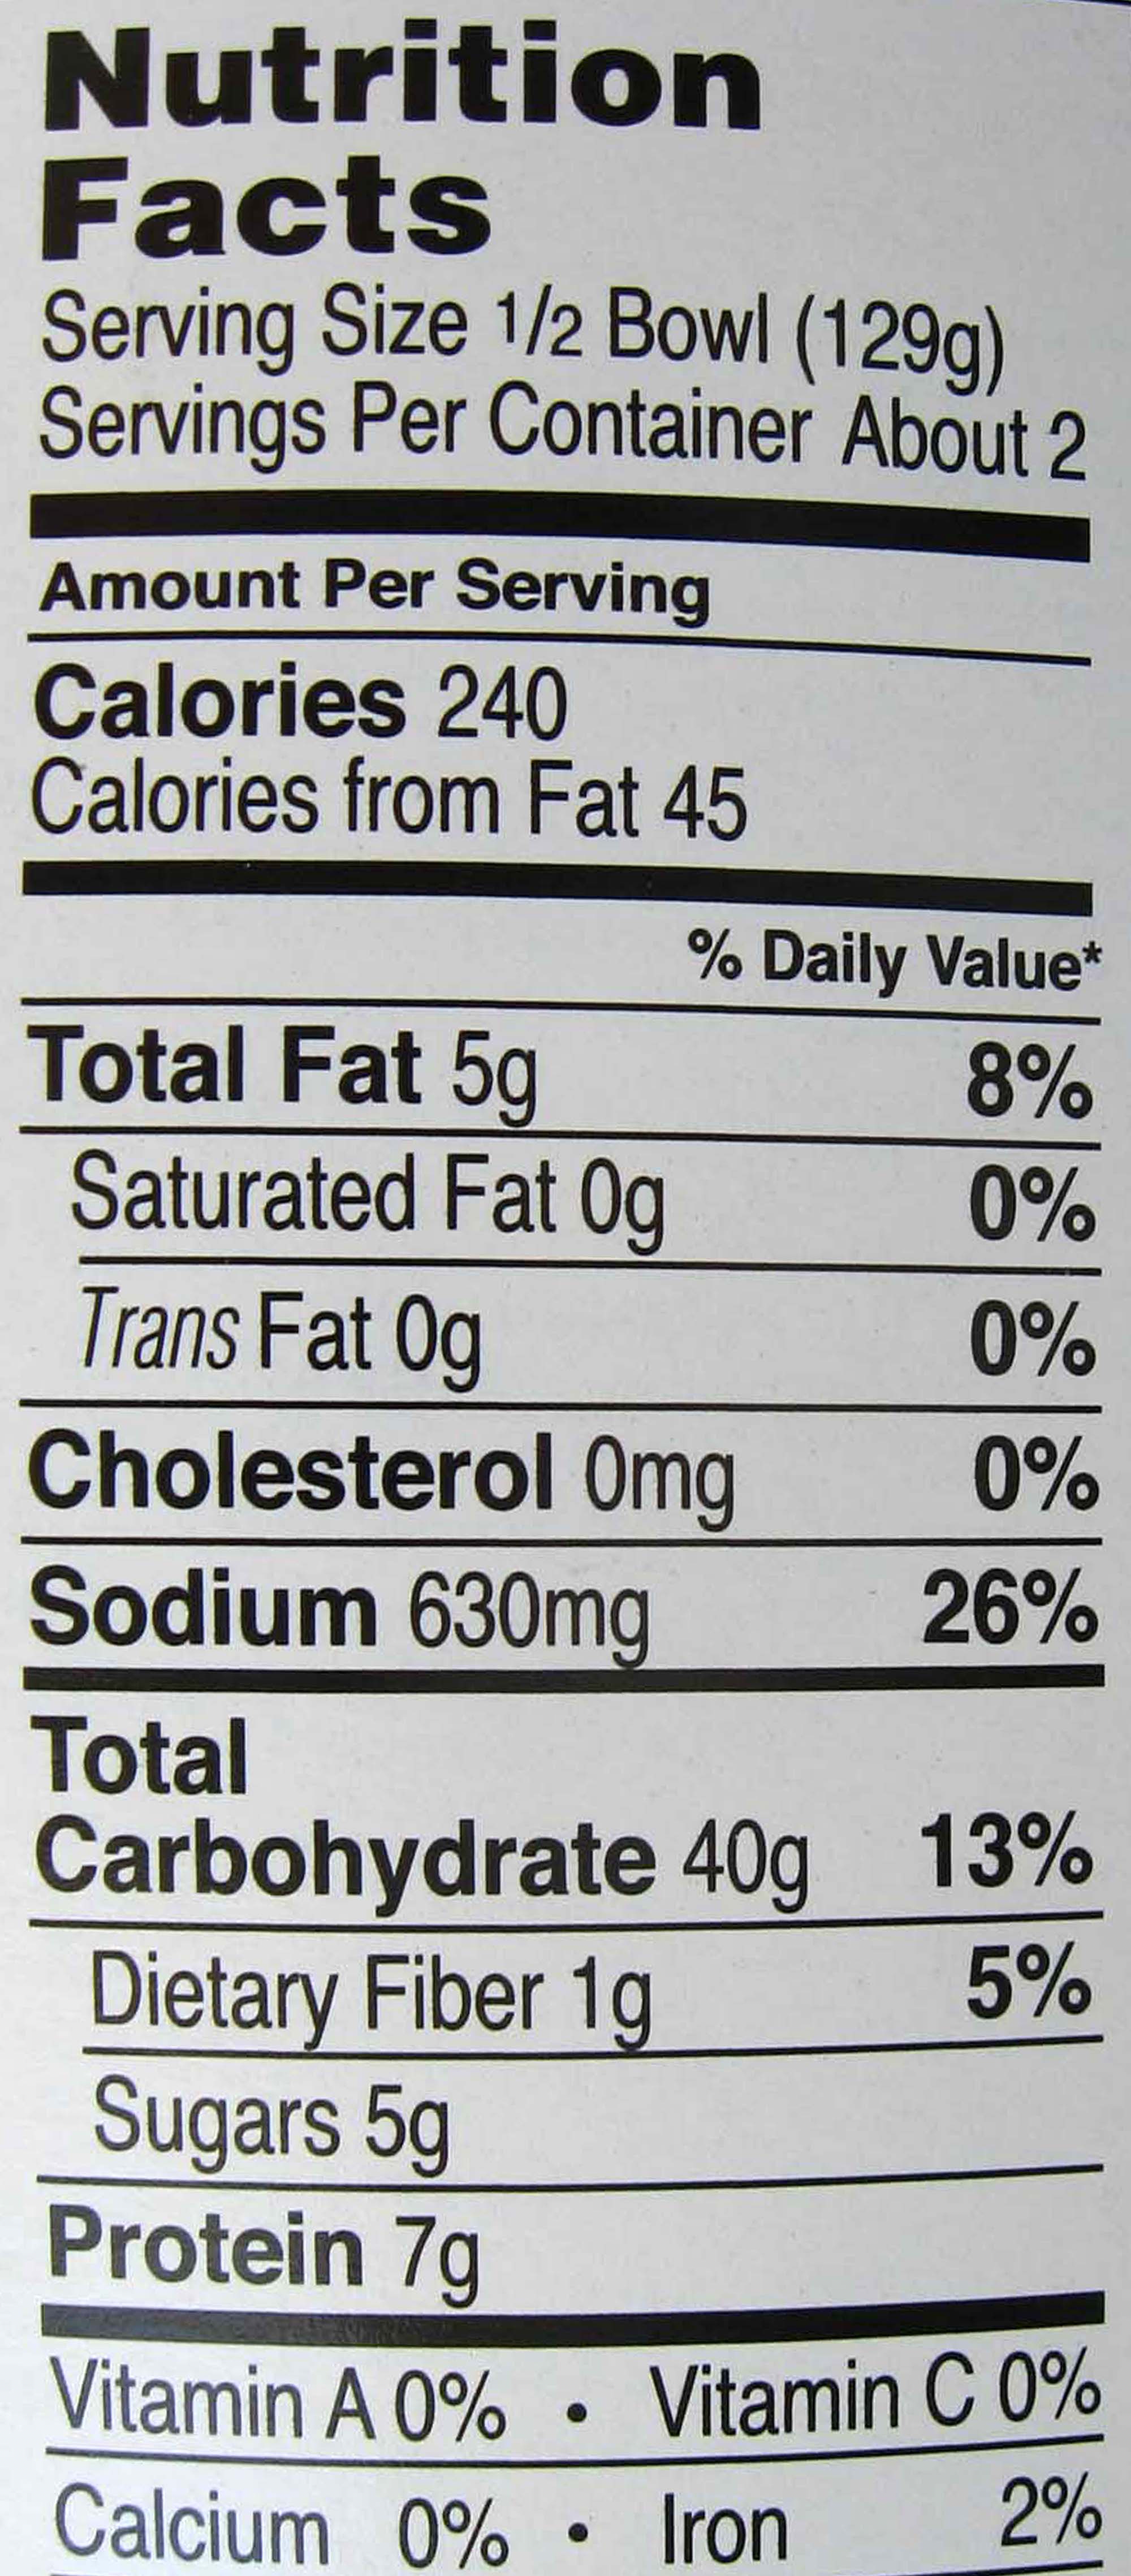 Nutrition
Facts
Serving Size 1/2 Bowl (129g)
Servings Per Container About 2
Amount Per Serving
Calories 240
Calories from Fat 45
% Daily Value*
Total Fat 5g 8%
Saturated Fat 0g 0%
Trans Fat 0g 0%
Cholesterol 0mg 0%
Sodium 630mg 26%
Total
Carbohydrate 40g 13%
Dietary Fiber 1g 5%
Sugars 5g
Protein 7g
Vitamin A 0% • Vitamin C 0%
Calcium 0% • Iron 2%